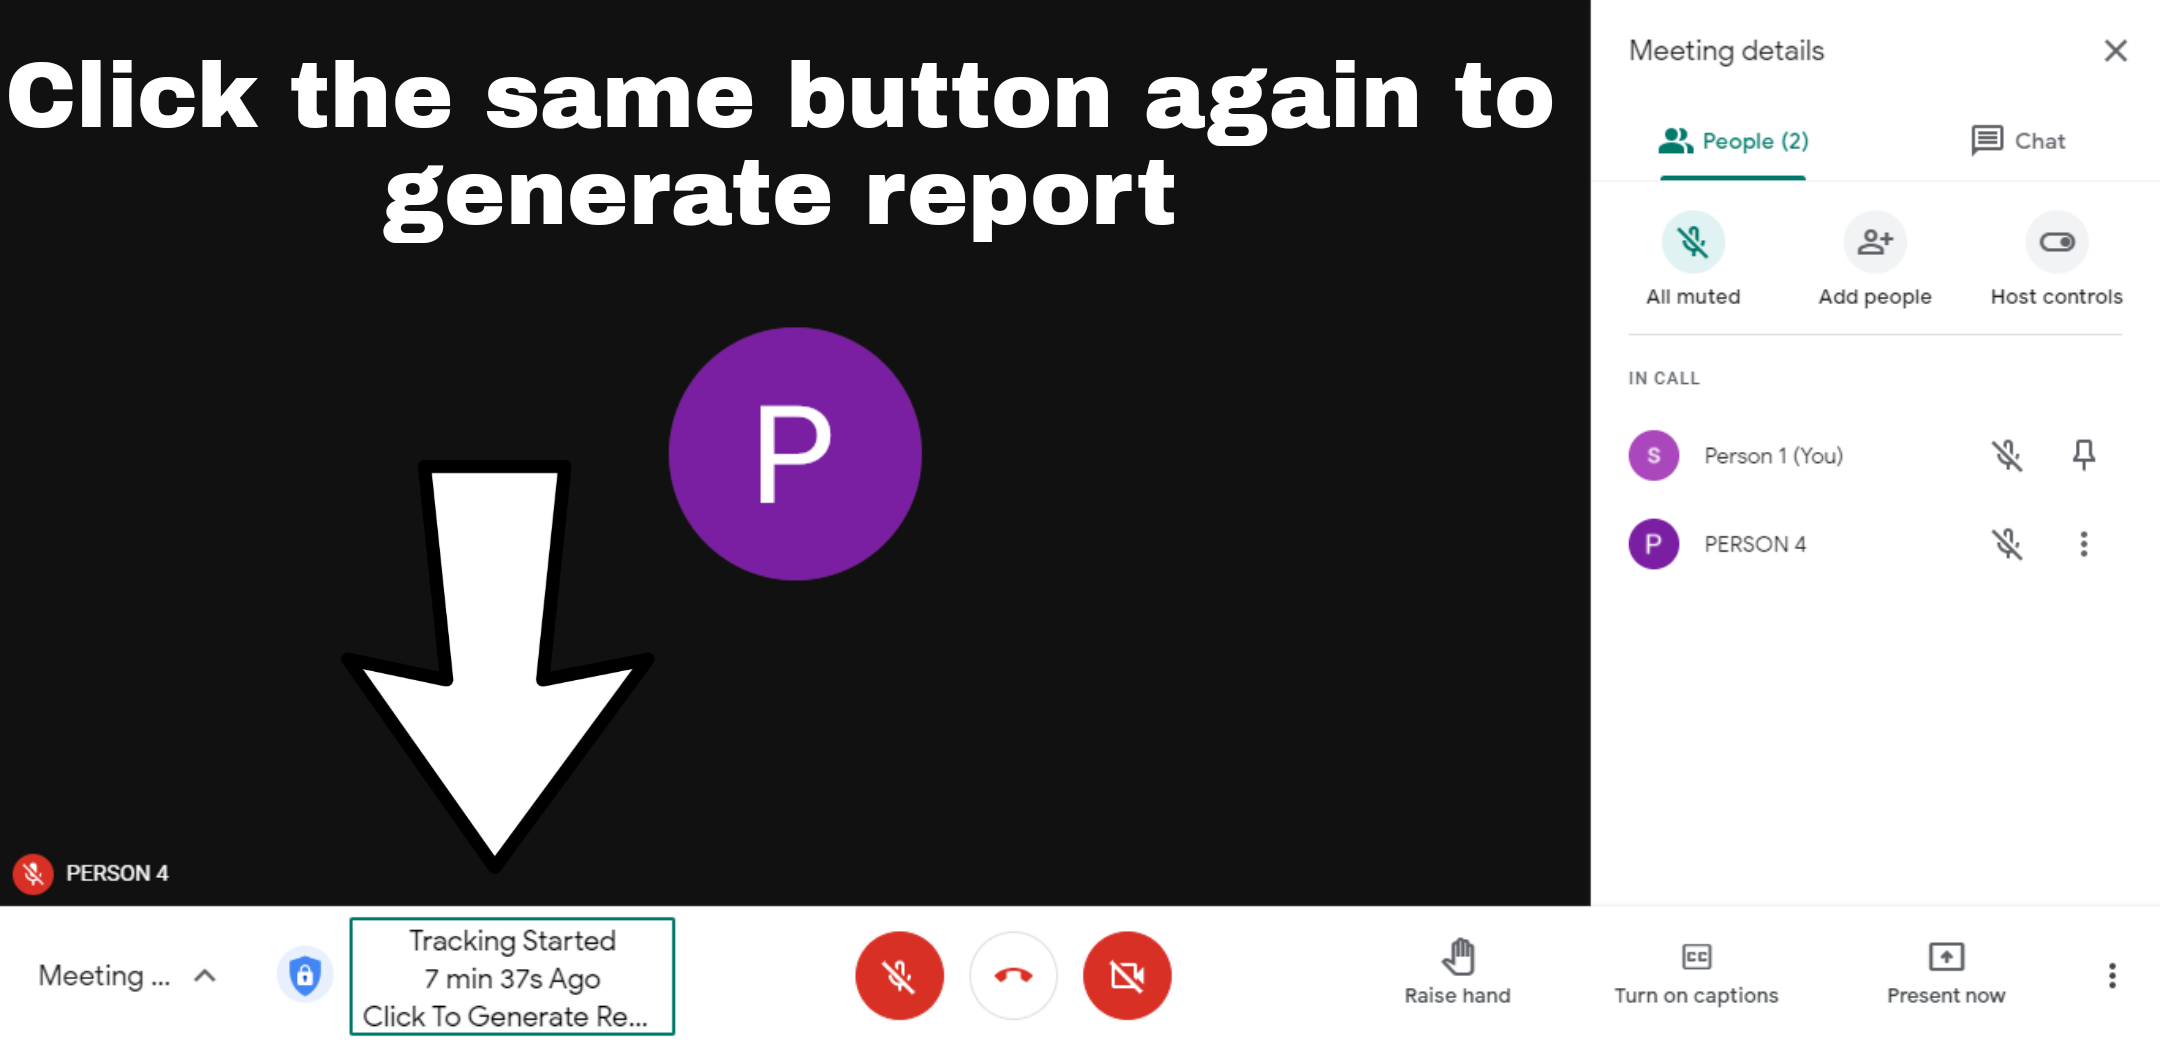 Click the same button again to
generate report
P
PERSON 4
Meeting details
People (2)
Chat
All muted
Add people
Host controls
IN CALL
S
Person 1 (You)
P
PERSON 4
Meeting ...
Tracking Started
7 min 37s Ago
Click To Generate Re...
Raise hand
CC
Turn on captions
Present now